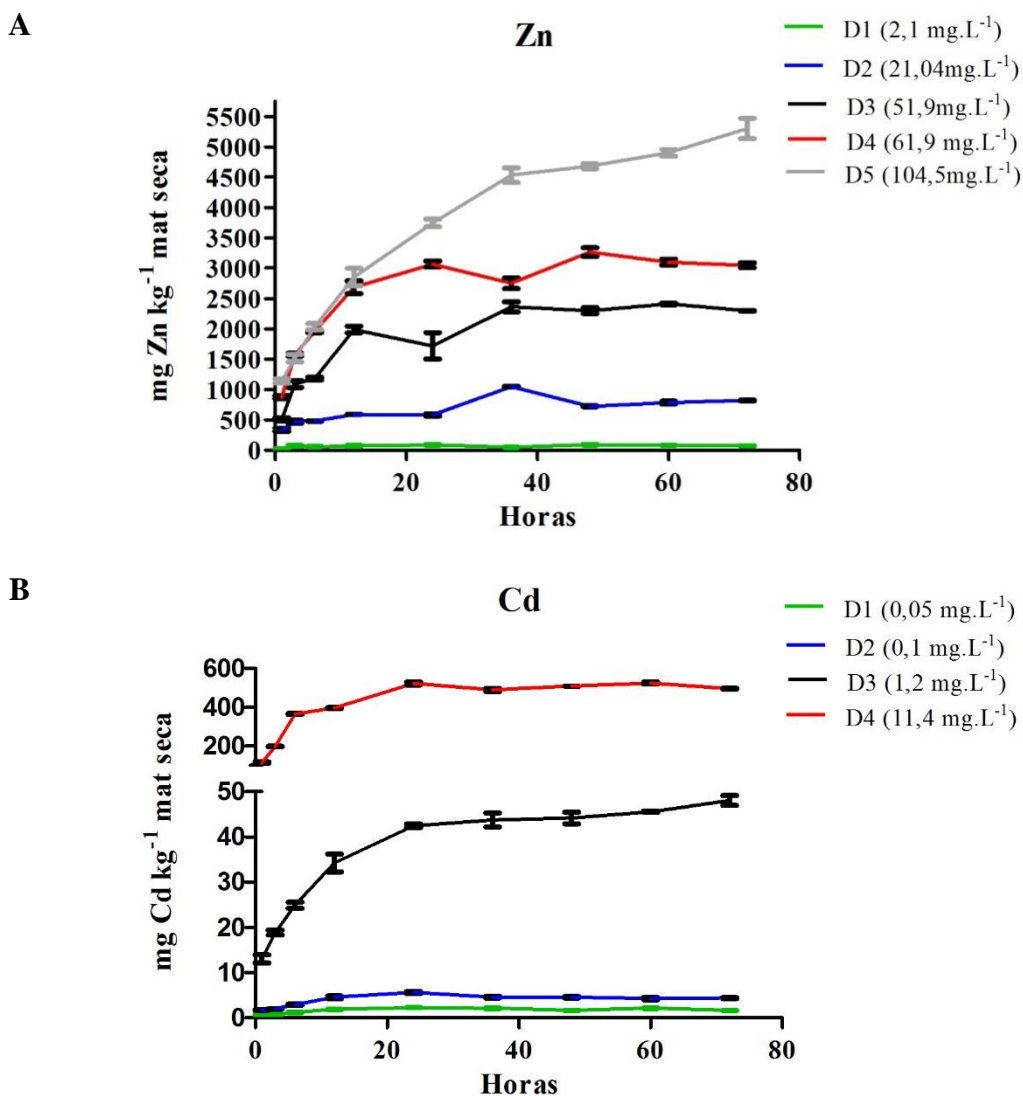 A
Zn
D1 (2,1 mg.L⁻¹)
D2 (21,04mg.L⁻¹)
D3 (51,9mg.L⁻¹)
D4 (61,9 mg.L⁻¹)
D5 (104,5mg.L⁻¹)
mg Zn kg⁻¹ mat seca
5500
5000
4500
4000
3500
3000
2500
2000
1500
1000
500
0
0 20 40 60 80
Horas
B
Cd
D1 (0,05 mg.L⁻¹)
D2 (0,1 mg.L⁻¹)
D3 (1,2 mg.L⁻¹)
D4 (11,4 mg.L⁻¹)
mg Cd kg⁻¹ mat seca
600
400
200
50
40
30
20
10
0
0 20 40 60 80
Horas